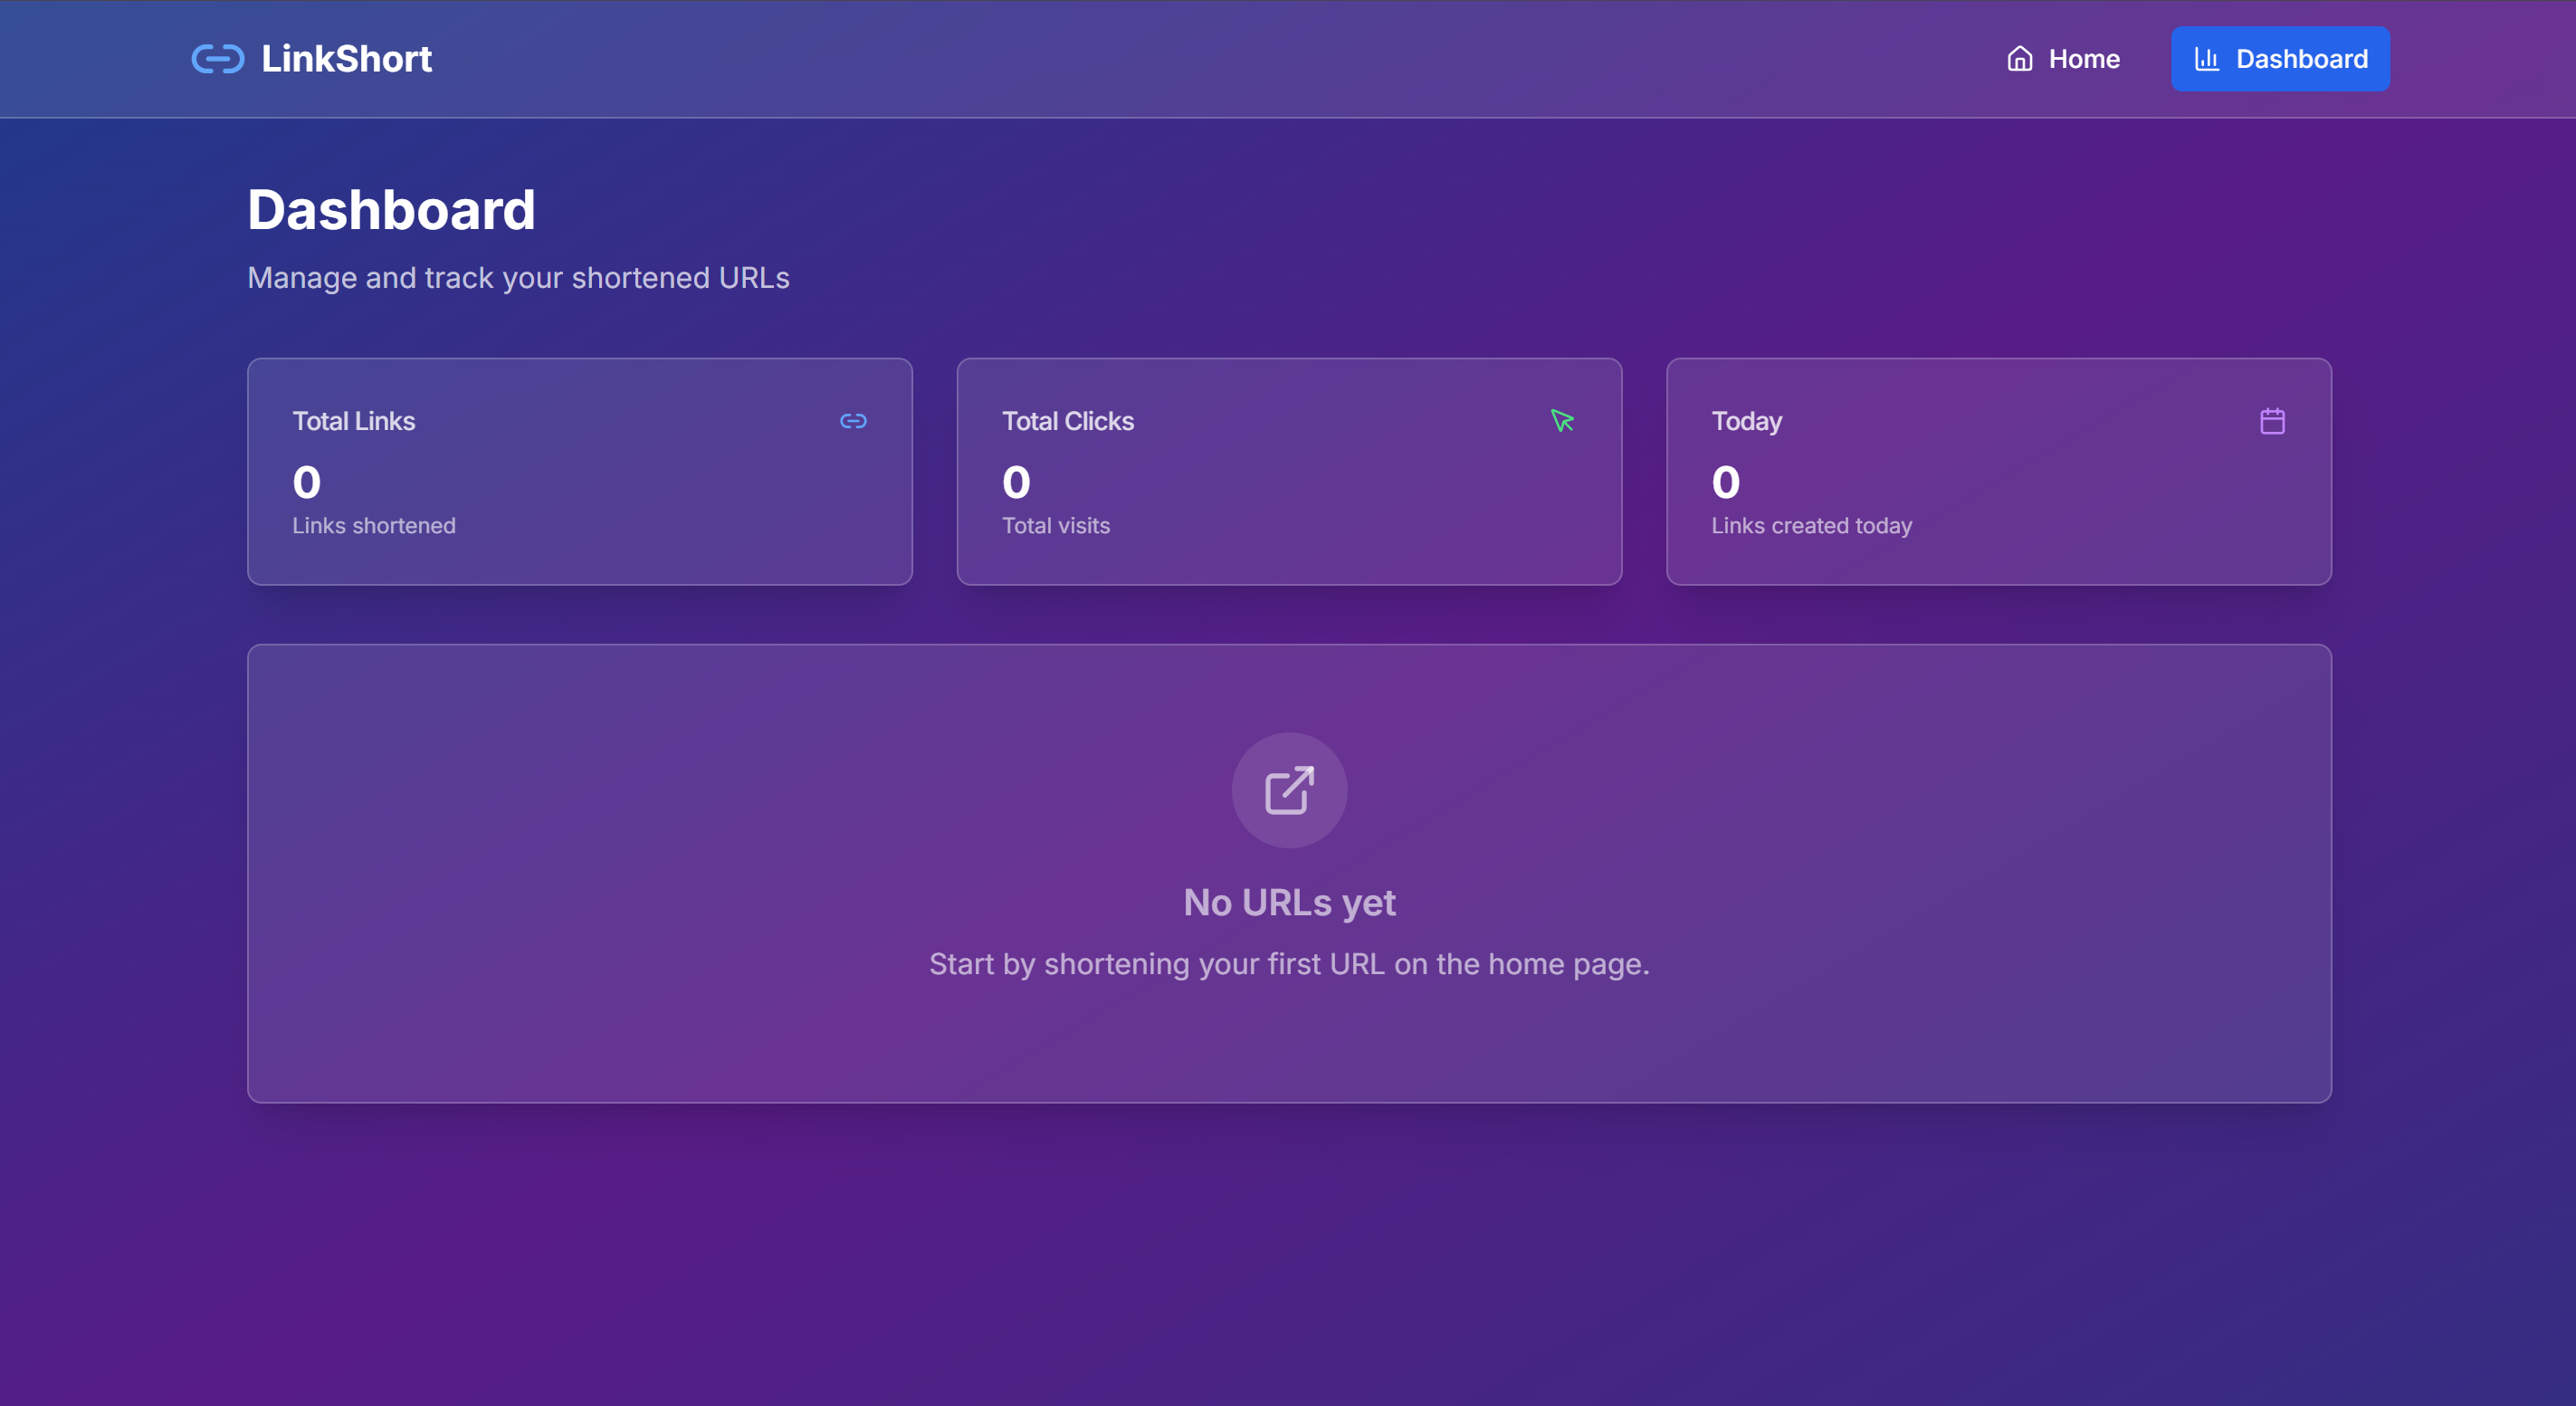 LinkShort
Home
Dashboard
Dashboard
Manage and track your shortened URLs
Total Links
0
Links shortened
Total Clicks
0
Total visits
Today
0
Links created today
No URLs yet
Start by shortening your first URL on the home page.